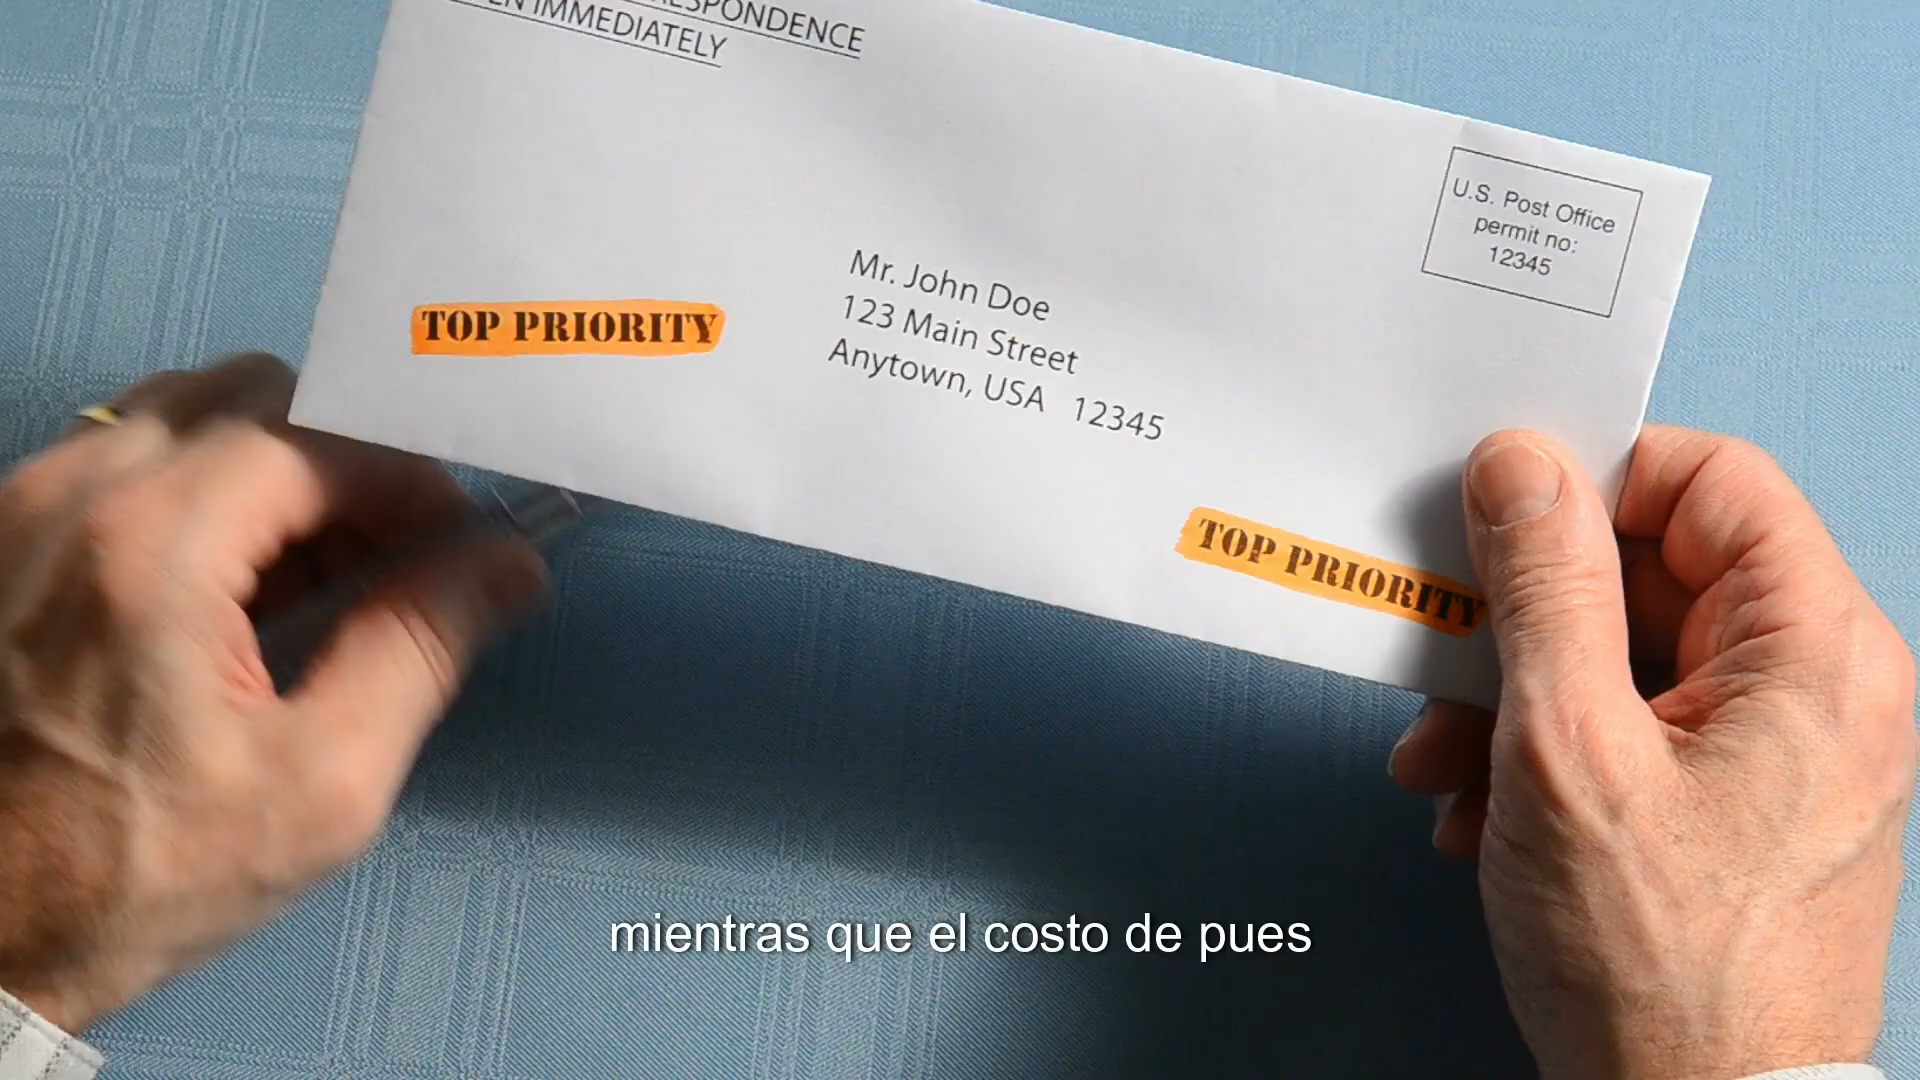 IMMEDIATELY
U.S. Post Office
permit no:
12345
Mr. John Doe
123 Main Street
Anytown, USA 12345
TOP PRIORITY
TOP PRIORITY
mientras que el costo de pues